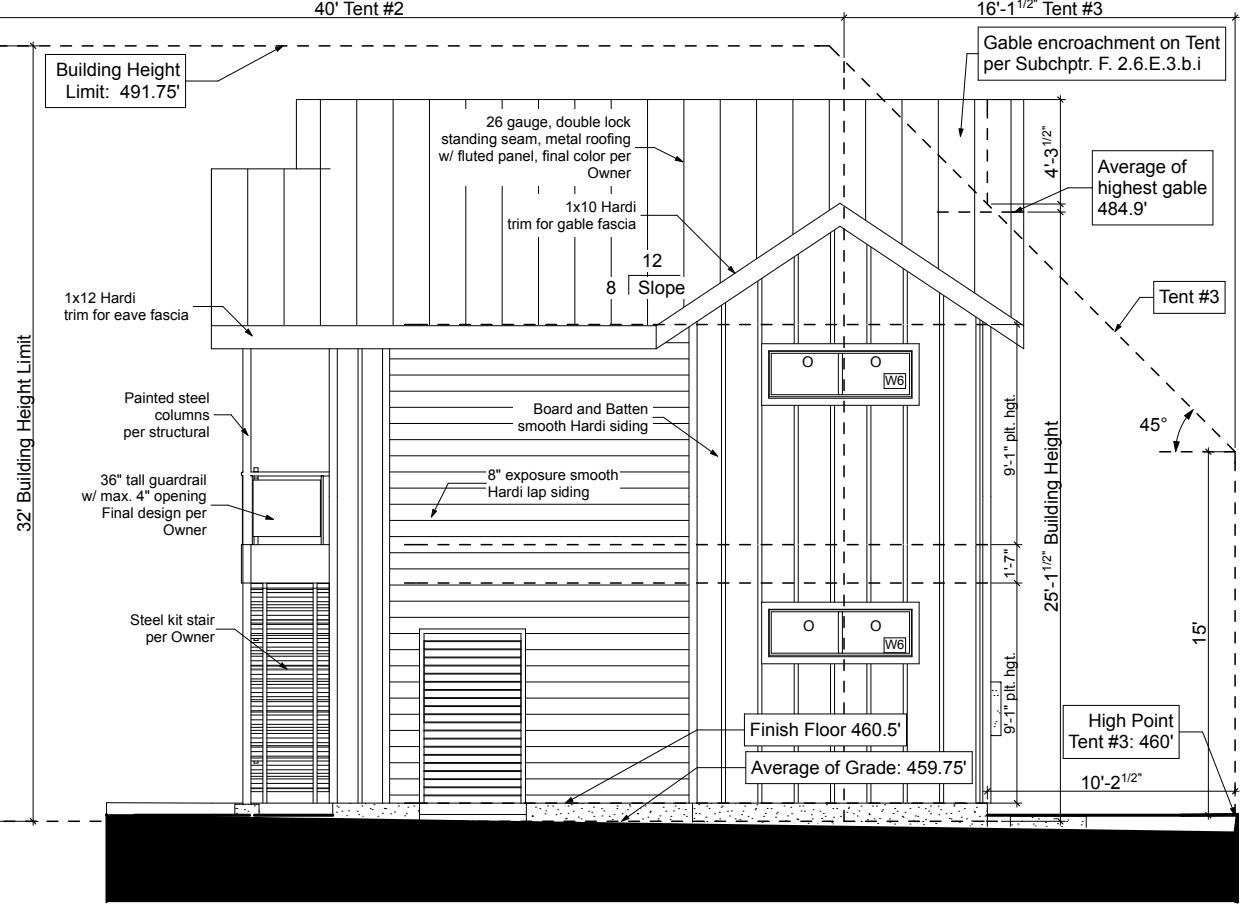 40' Tent #2
16'-1 1/2" Tent #3
Building Height
Limit: 491.75'
Gable encroachment on Tent
per Subchptr. F. 2.6.E.3.b.i
26 gauge, double lock
standing seam, metal roofing
w/ fluted panel, final color per
Owner
4'-3 1/2"
Average of
highest gable
484.9'
1x10 Hardi
trim for gable fascia
12
8
Slope
Tent #3
1x12 Hardi
trim for eave fascia
32' Building Height Limit
Painted steel
columns
per structural
O
O
W6
Board and Batten
smooth Hardi siding
9'-1" plt. hgt.
45°
36" tall guardrail
w/ max. 4" opening
Final design per
Owner
8" exposure smooth
Hardi lap siding
25'-1 1/2" Building Height
1'-7"
Steel kit stair
per Owner
O
O
W6
15'
9'-1" plt. hgt.
Finish Floor 460.5'
High Point
Tent #3: 460'
Average of Grade: 459.75'
10'-2 1/2"